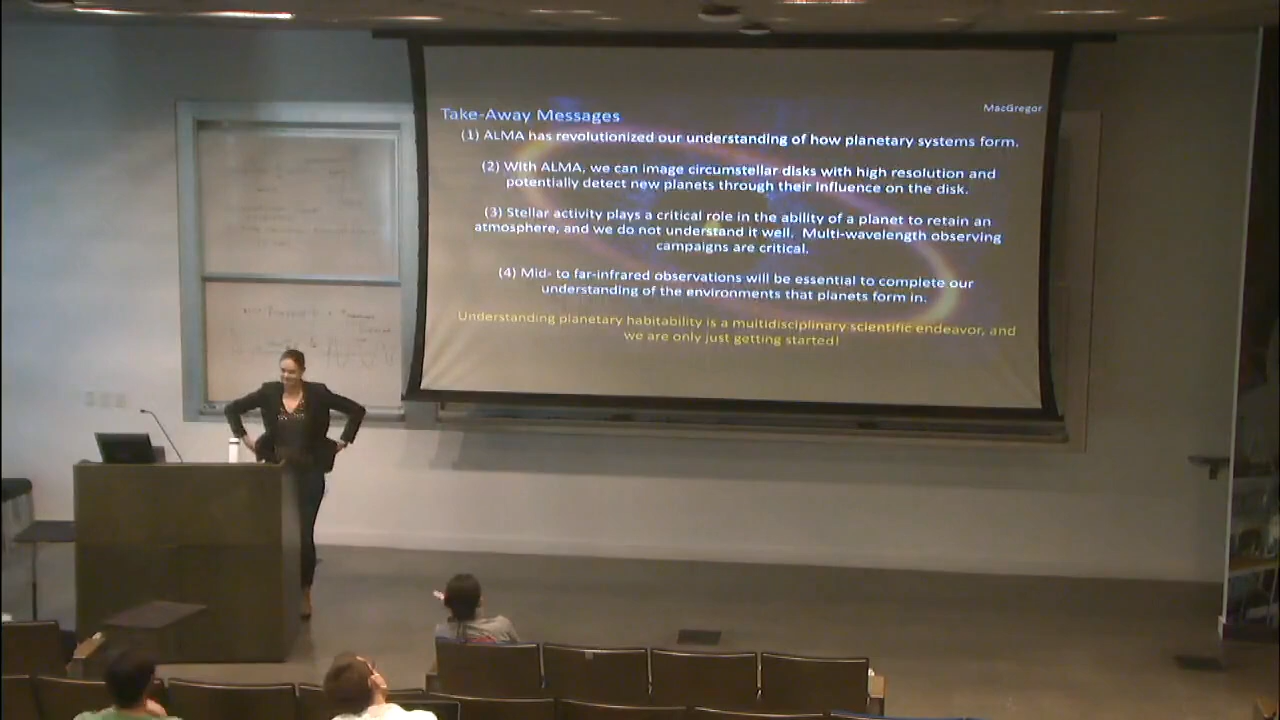 MacGregor
Take-Away Messages
(1) ALMA has revolutionized our understanding of how planetary systems form.
(2) With ALMA, we can image circumstellar disks with high resolution and
potentially detect new planets through their influence on the disk.
(3) Stellar activity plays a critical role in the ability of a planet to retain an
atmosphere, and we do not understand it well. Multi-wavelength observing
campaigns are critical.
(4) Mid- to far-infrared observations will be essential to complete our
understanding of the environments that planets form in.
Understanding planetary habitability is a multidisciplinary scientific endeavor, and
we are only just getting started!